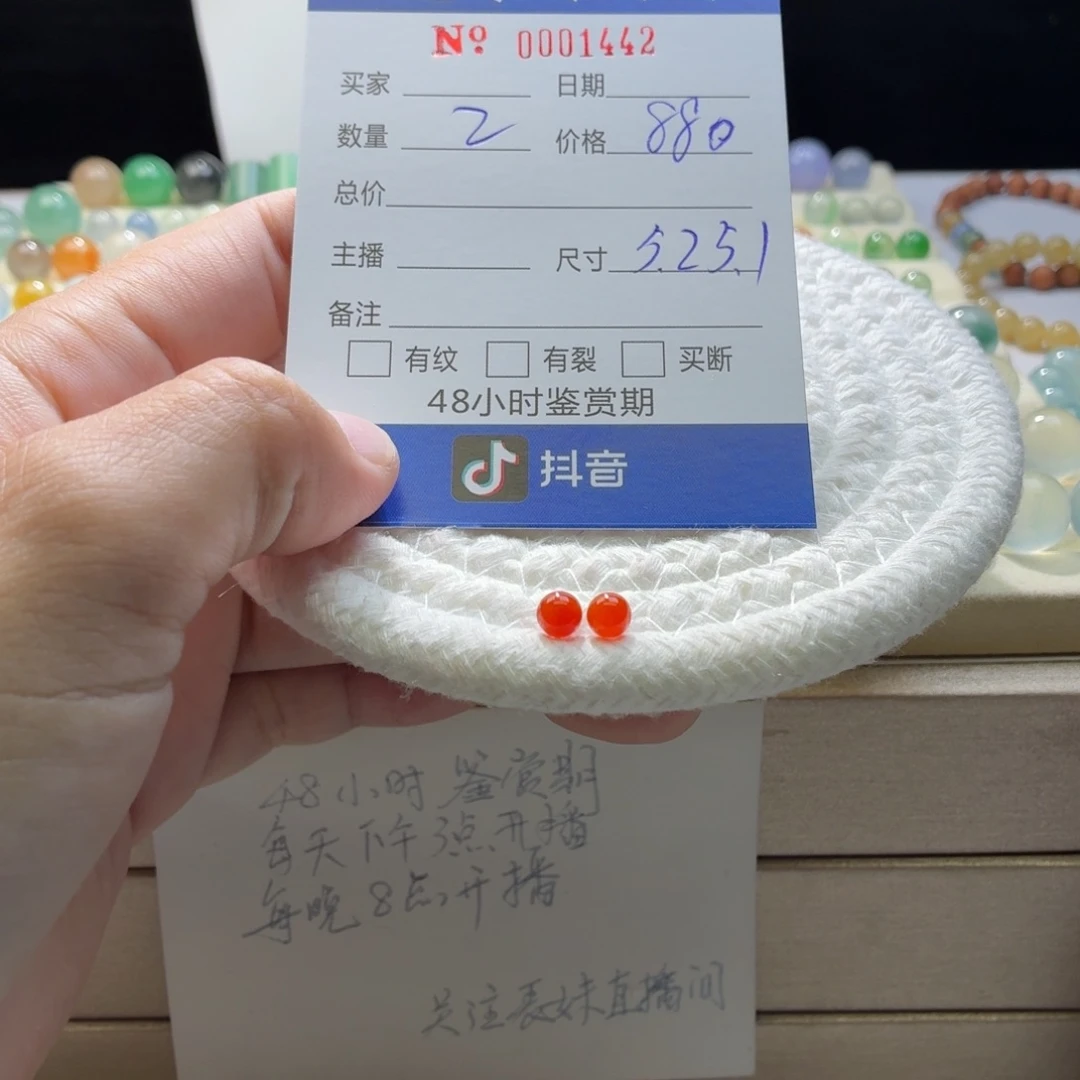 № 0001442
买家 日期
数量 2 价格 880
总价
主播 尺寸 5.25.1
备注
有纹 有裂 买断
48小时鉴赏期
抖音
48小时鉴赏期
每天下午3点开播
每晚8点开播
关注表妹直播间